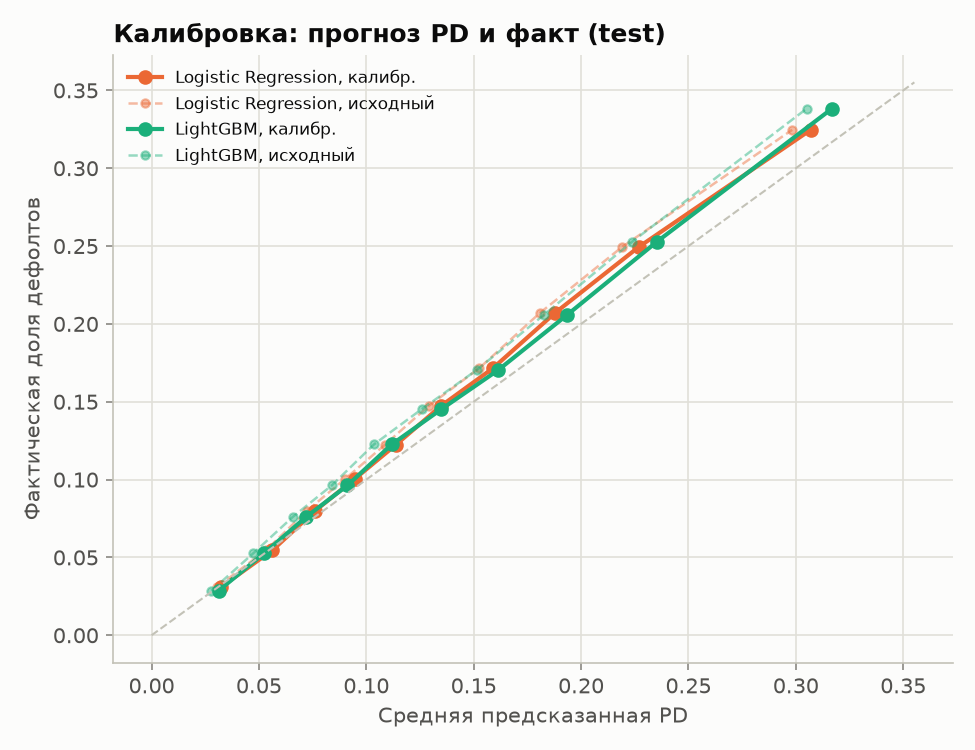 Калибровка: прогноз PD и факт (test)
Logistic Regression, калибр.
Logistic Regression, исходный
LightGBM, калибр.
LightGBM, исходный
Фактическая доля дефолтов
0.35
0.30
0.25
0.20
0.15
0.10
0.05
0.00
0.00 0.05 0.10 0.15 0.20 0.25 0.30 0.35
Средняя предсказанная PD